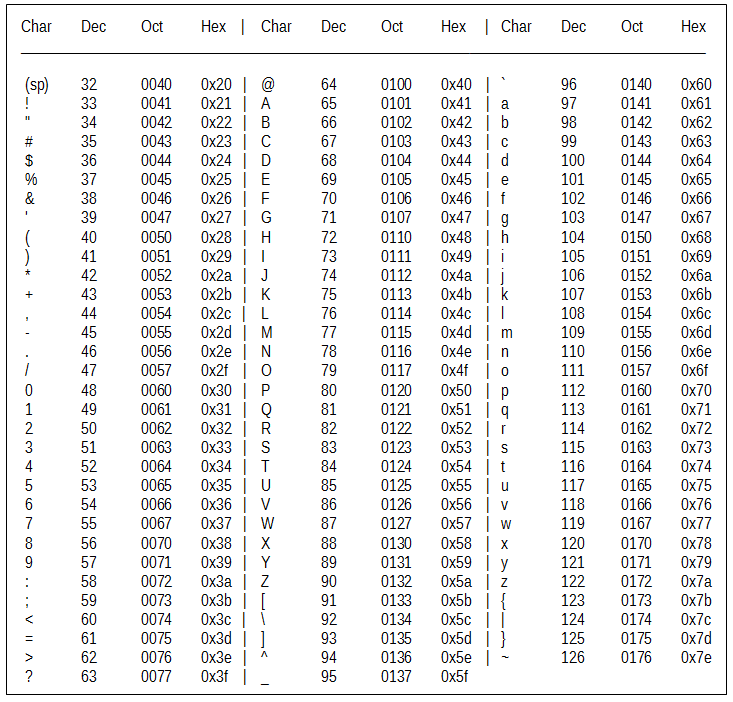 Char Dec Oct Hex | Char Dec Oct Hex | Char Dec Oct Hex
(sp) 32 0040 0x20 | @ 64 0100 0x40 | ` 96 0140 0x60
! 33 0041 0x21 | A 65 0101 0x41 | a 97 0141 0x61
" 34 0042 0x22 | B 66 0102 0x42 | b 98 0142 0x62
# 35 0043 0x23 | C 67 0103 0x43 | c 99 0143 0x63
$ 36 0044 0x24 | D 68 0104 0x44 | d 100 0144 0x64
% 37 0045 0x25 | E 69 0105 0x45 | e 101 0145 0x65
& 38 0046 0x26 | F 70 0106 0x46 | f 102 0146 0x66
' 39 0047 0x27 | G 71 0107 0x47 | g 103 0147 0x67
( 40 0050 0x28 | H 72 0110 0x48 | h 104 0150 0x68
) 41 0051 0x29 | I 73 0111 0x49 | i 105 0151 0x69
* 42 0052 0x2a | J 74 0112 0x4a | j 106 0152 0x6a
+ 43 0053 0x2b | K 75 0113 0x4b | k 107 0153 0x6b
, 44 0054 0x2c | L 76 0114 0x4c | l 108 0154 0x6c
- 45 0055 0x2d | M 77 0115 0x4d | m 109 0155 0x6d
. 46 0056 0x2e | N 78 0116 0x4e | n 110 0156 0x6e
/ 47 0057 0x2f | O 79 0117 0x4f | o 111 0157 0x6f
0 48 0060 0x30 | P 80 0120 0x50 | p 112 0160 0x70
1 49 0061 0x31 | Q 81 0121 0x51 | q 113 0161 0x71
2 50 0062 0x32 | R 82 0122 0x52 | r 114 0162 0x72
3 51 0063 0x33 | S 83 0123 0x53 | s 115 0163 0x73
4 52 0064 0x34 | T 84 0124 0x54 | t 116 0164 0x74
5 53 0065 0x35 | U 85 0125 0x55 | u 117 0165 0x75
6 54 0066 0x36 | V 86 0126 0x56 | v 118 0166 0x76
7 55 0067 0x37 | W 87 0127 0x57 | w 119 0167 0x77
8 56 0070 0x38 | X 88 0130 0x58 | x 120 0170 0x78
9 57 0071 0x39 | Y 89 0131 0x59 | y 121 0171 0x79
: 58 0072 0x3a | Z 90 0132 0x5a | z 122 0172 0x7a
; 59 0073 0x3b | [ 91 0133 0x5b | { 123 0173 0x7b
< 60 0074 0x3c | \ 92 0134 0x5c | | 124 0174 0x7c
= 61 0075 0x3d | ] 93 0135 0x5d | } 125 0175 0x7d
> 62 0076 0x3e | ^ 94 0136 0x5e | ~ 126 0176 0x7e
? 63 0077 0x3f | _ 95 0137 0x5f